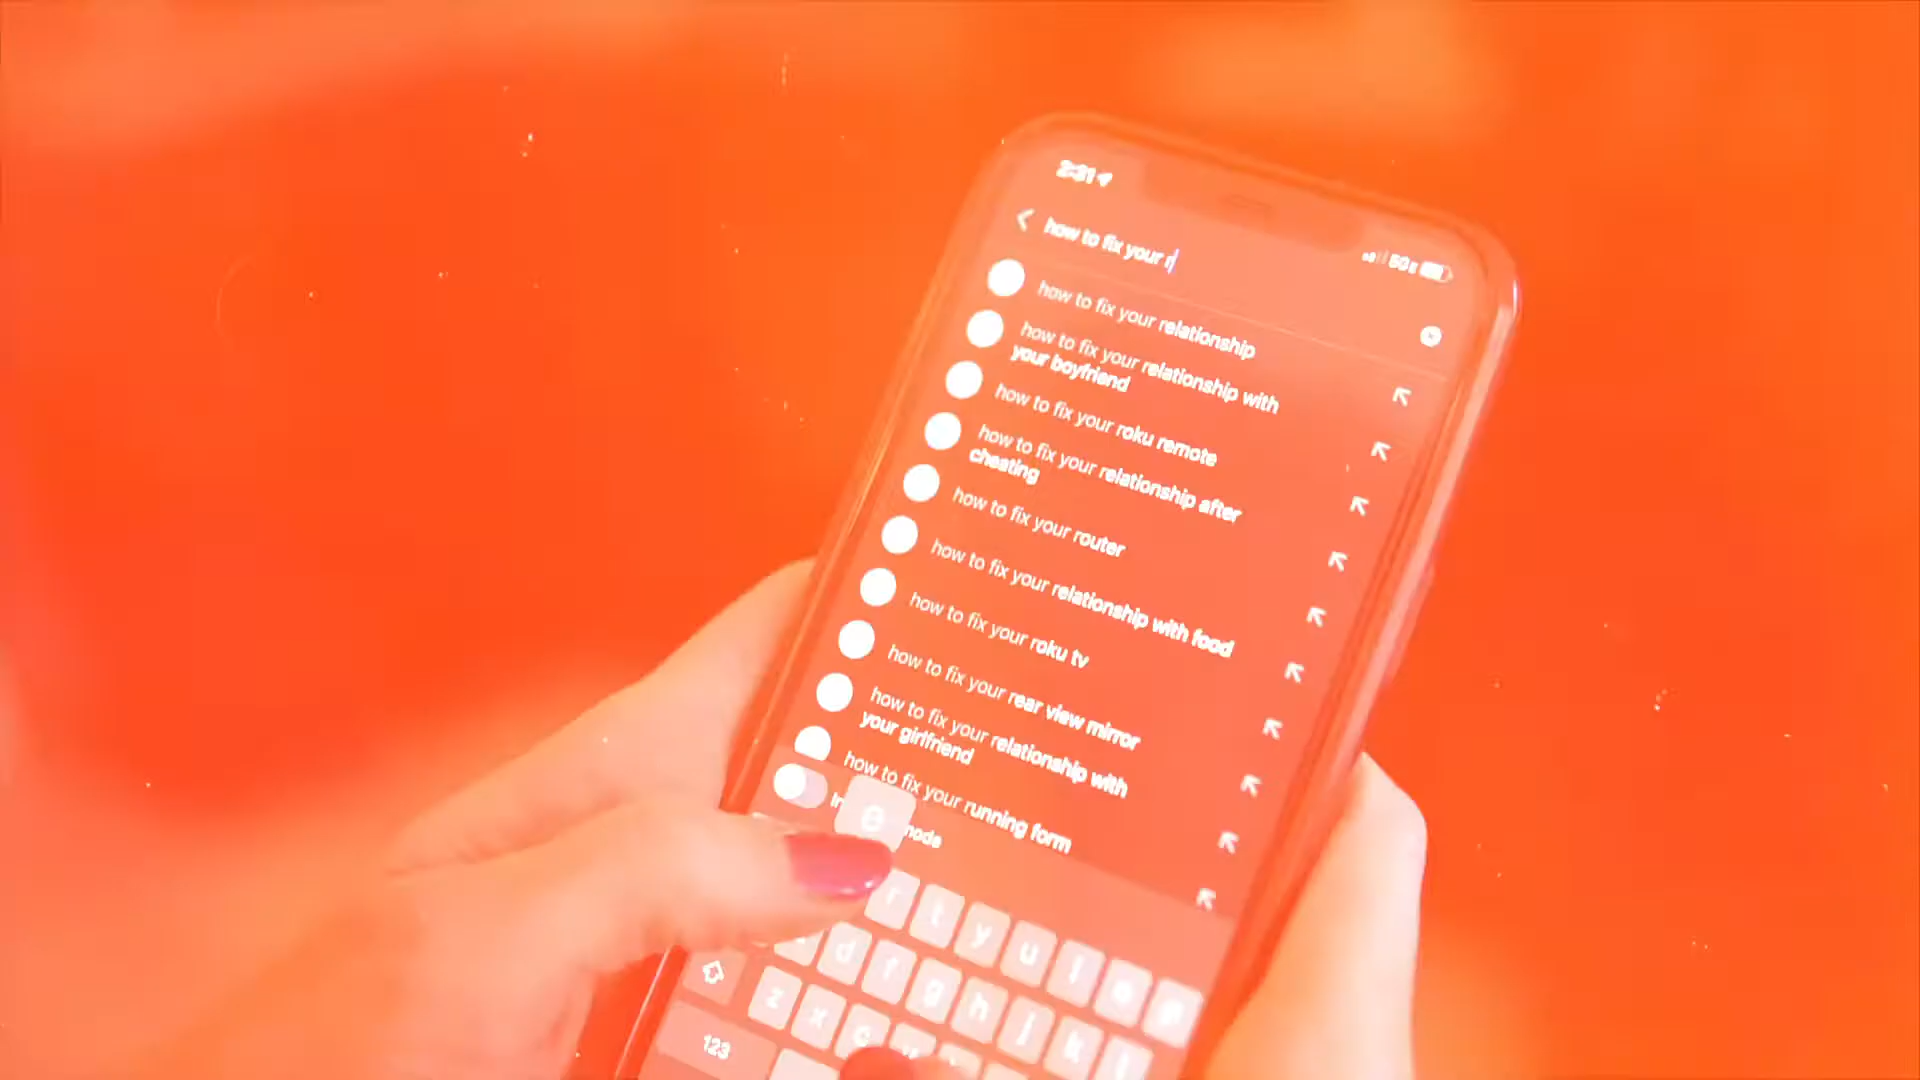 2:31
how to fix your r
5G
how to fix your relationship
how to fix your relationship with
your boyfriend
how to fix your roku remote
how to fix your relationship after
cheating
how to fix your router
how to fix your relationship with food
how to fix your roku tv
how to fix your rear view mirror
how to fix your relationship with
your girlfriend
how to fix your running form
e
r t y u i o p
d f g h j k l
z x c v
123